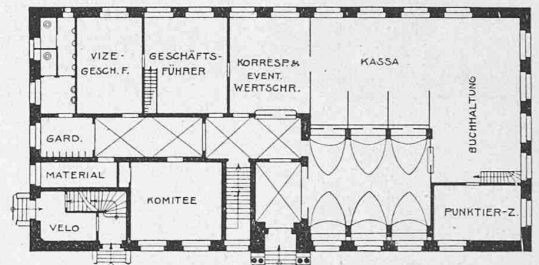 VIZE-
GESCH. F.
GESCHÄFTS-
FÜHRER
KORRESP. &
EVENT.
WERTSCHR.
KASSA
BUCHHALTUNG
GARD.
MATERIAL
VELO
KOMITEE
PUNKTIER-Z.